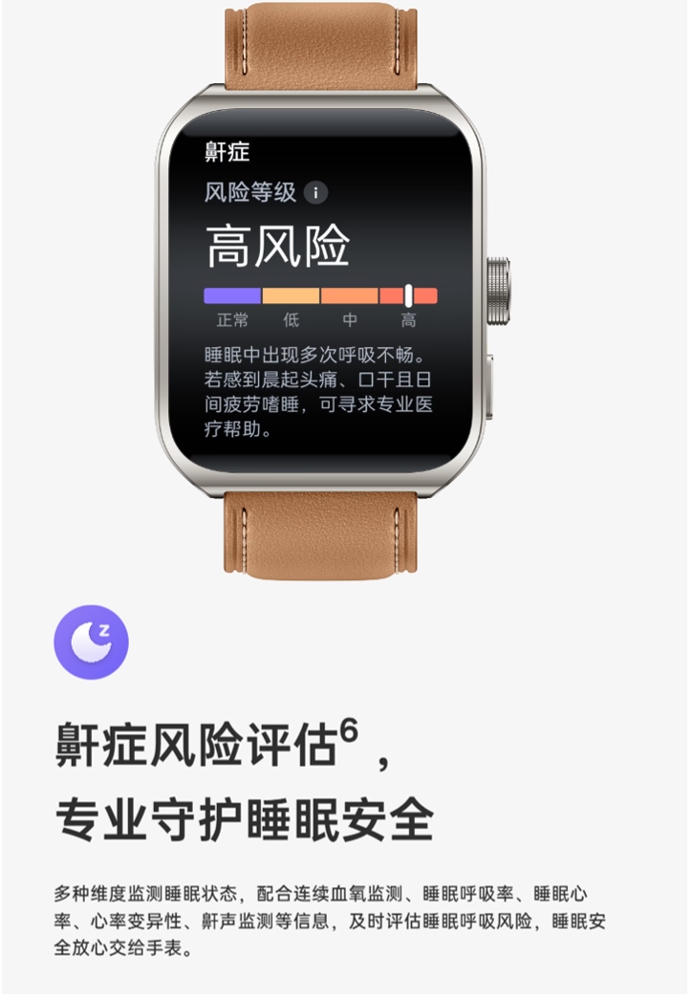 鼾症
风险等级 i
高风险
正常 低 中 高
睡眠中出现多次呼吸不畅。
若感到晨起头痛、口干且日
间疲劳嗜睡，可寻求专业医
疗帮助。
z
鼾症风险评估6，
专业守护睡眠安全
多种维度监测睡眠状态，配合连续血氧监测、睡眠呼吸率、睡眠心
率、心率变异性、鼾声监测等信息，及时评估睡眠呼吸风险，睡眠安
全放心交给手表。